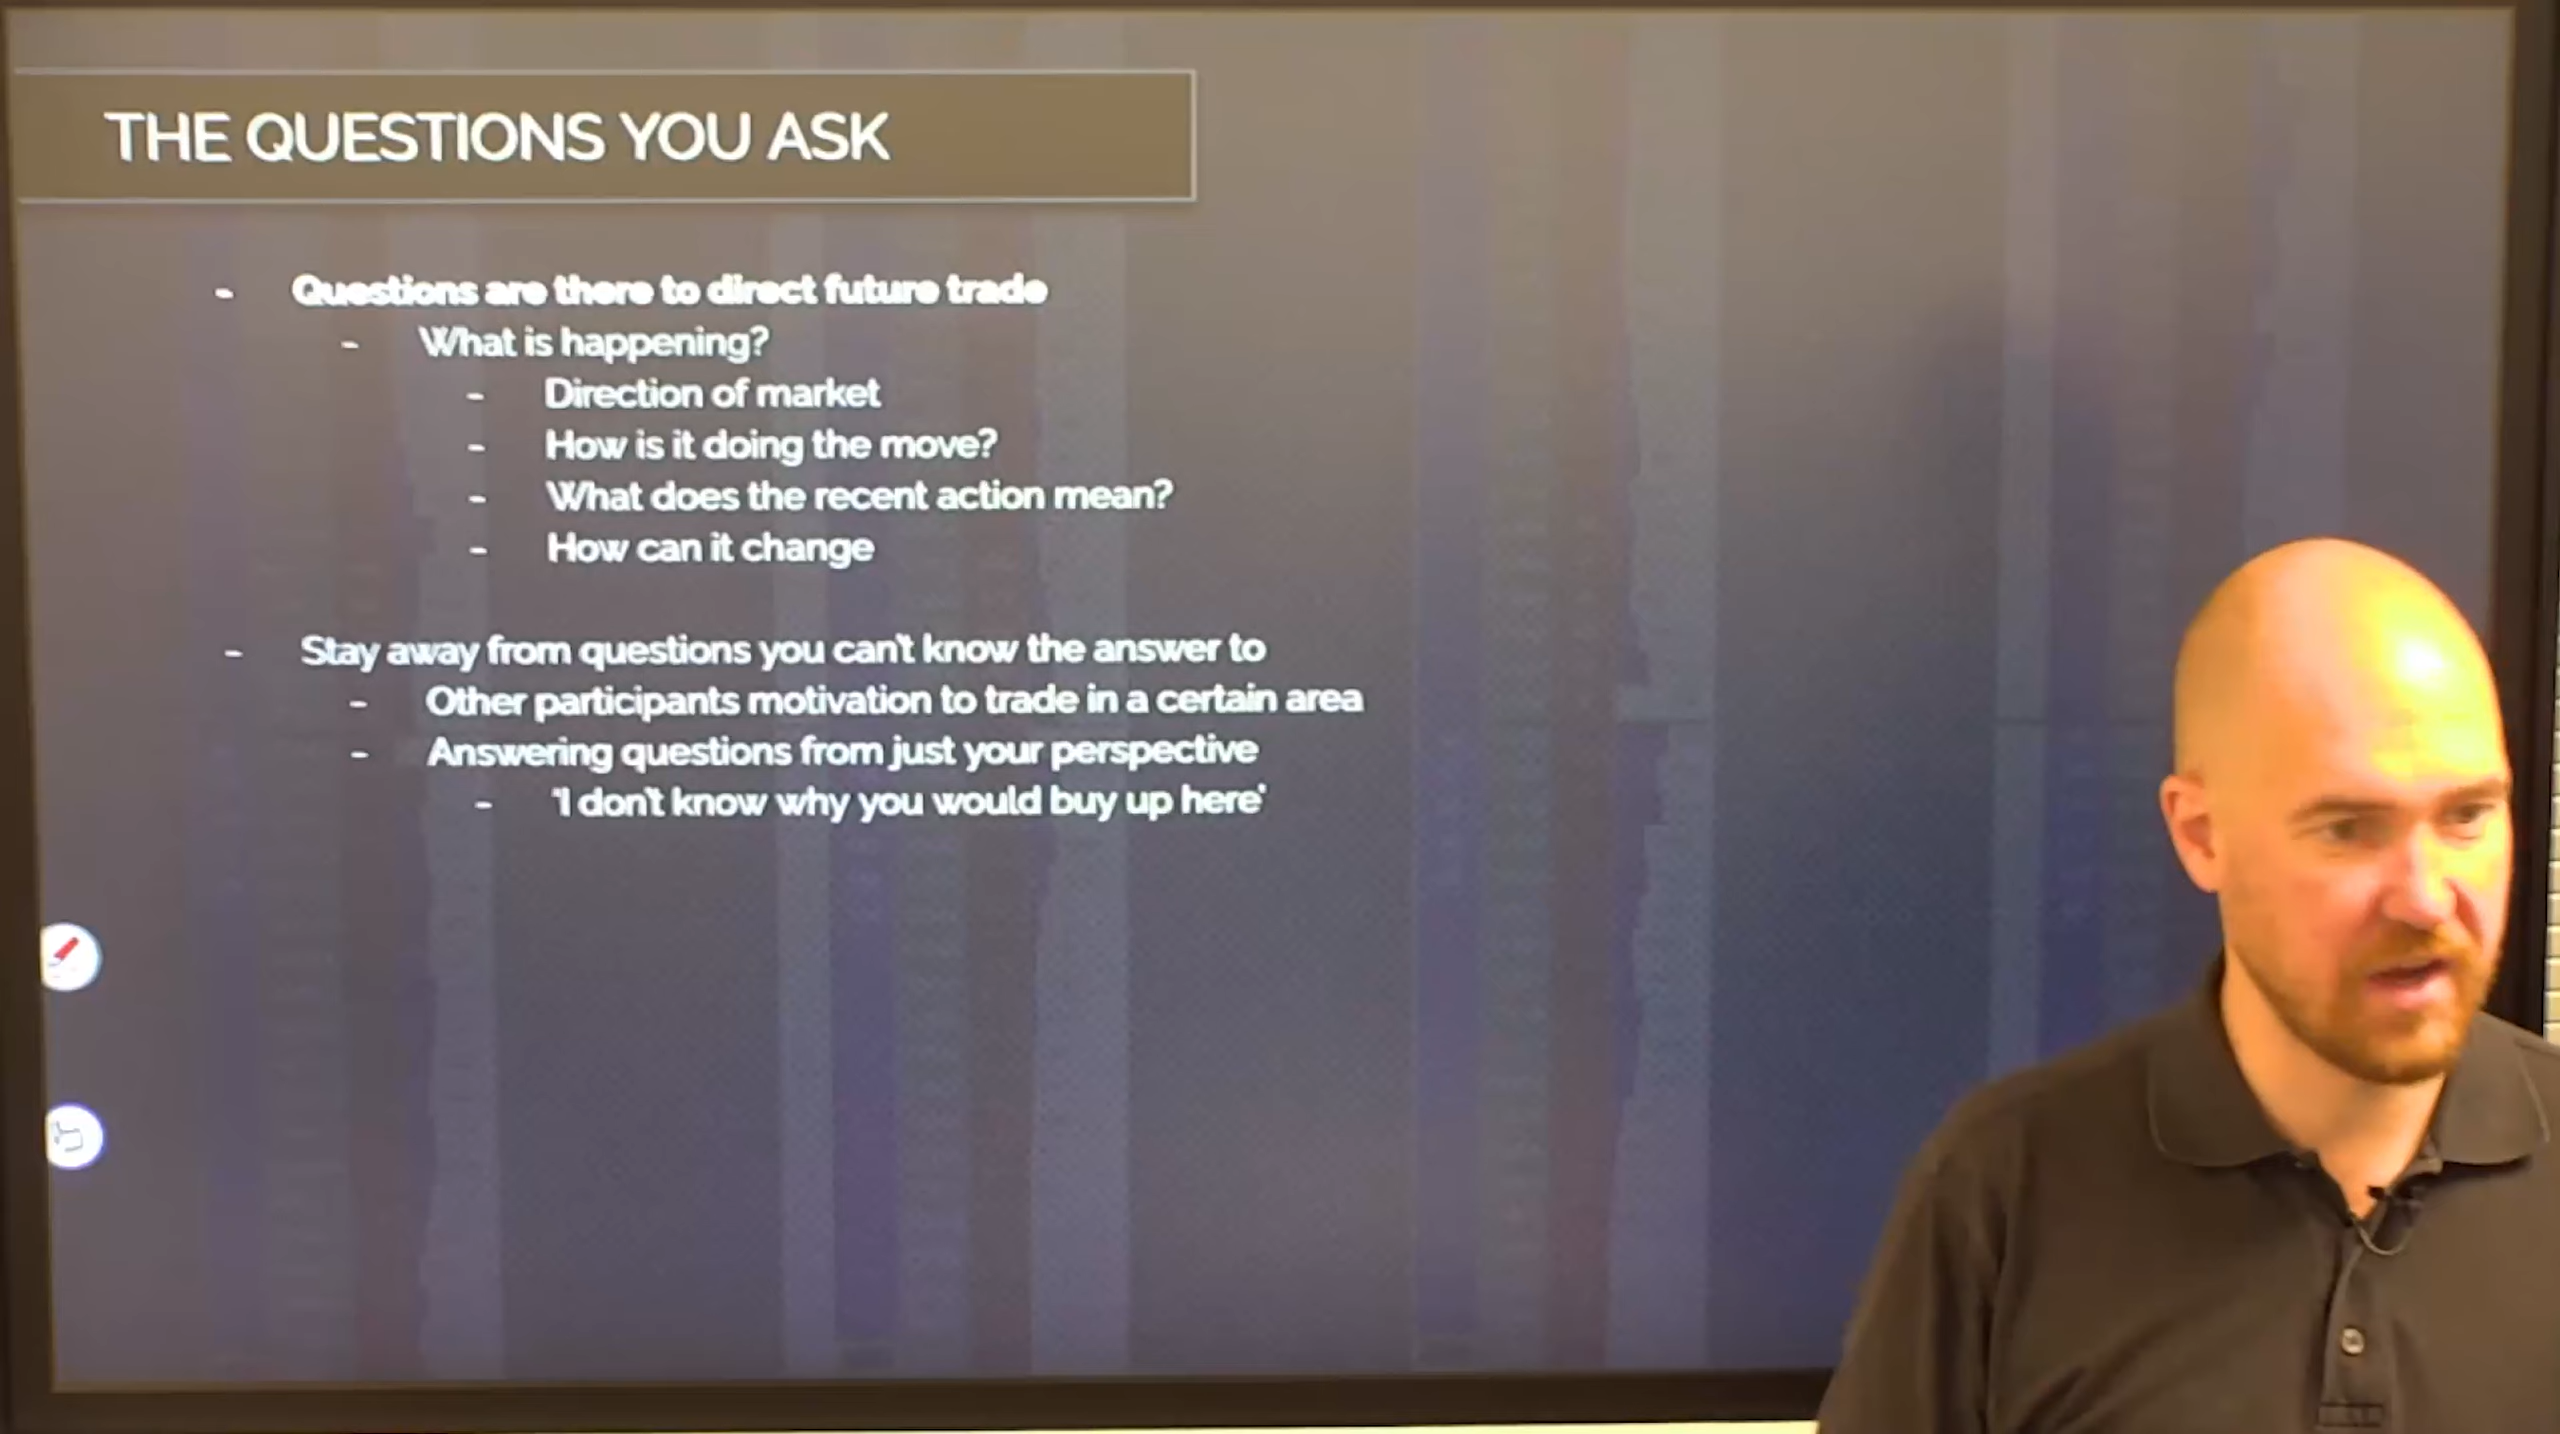 THE QUESTIONS YOU ASK
- Questions are there to direct future trade
- What is happening?
- Direction of market
- How is it doing the move?
- What does the recent action mean?
- How can it change
- Stay away from questions you can't know the answer to
- Other participants motivation to trade in a certain area
- Answering questions from just your perspective
- 'I don't know why you would buy up here'